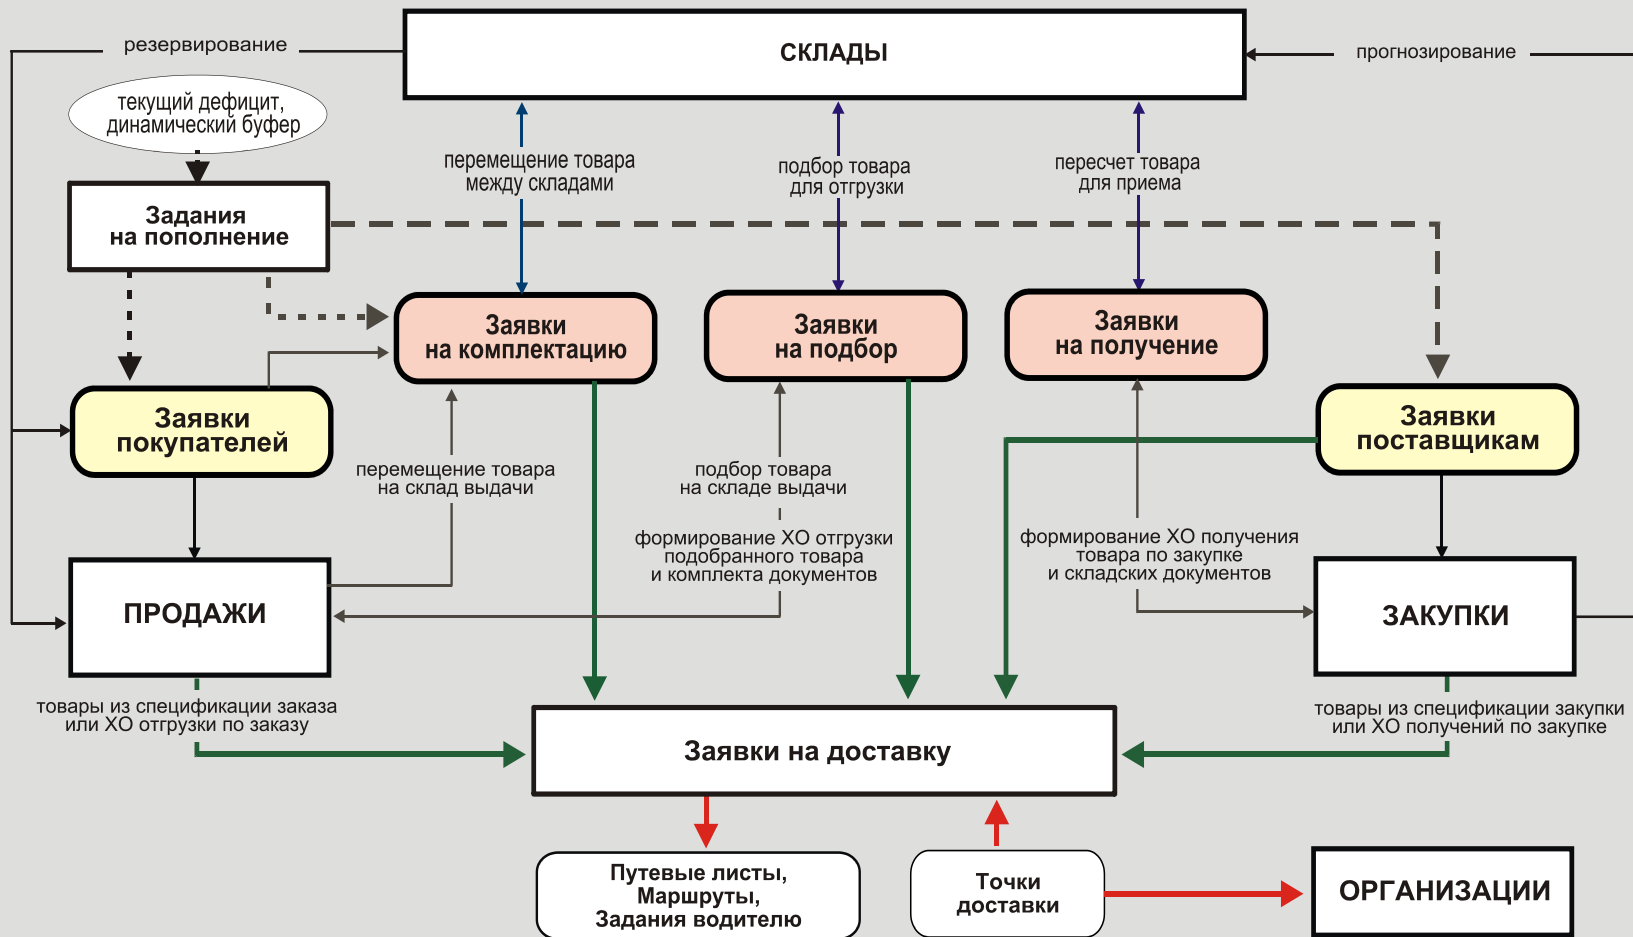 резервирование
СКЛАДЫ
прогнозирование
текущий дефицит,
динамический буфер
перемещение товара
между складами
подбор товара
для отгрузки
пересчет товара
для приема
Задания
на пополнение
Заявки
на комплектацию
Заявки
на подбор
Заявки
на получение
Заявки
покупателей
Заявки
поставщикам
перемещение товара
на склад выдачи
подбор товара
на складе выдачи
формирование ХО отгрузки
подобранного товара
и комплекта документов
формирование ХО получения
товара по закупке
и складских документов
ПРОДАЖИ
ЗАКУПКИ
товары из спецификации заказа
или ХО отгрузки по заказу
товары из спецификации закупки
или ХО получений по закупке
Заявки на доставку
Путевые листы,
Маршруты,
Задания водителю
Точки
доставки
ОРГАНИЗАЦИИ